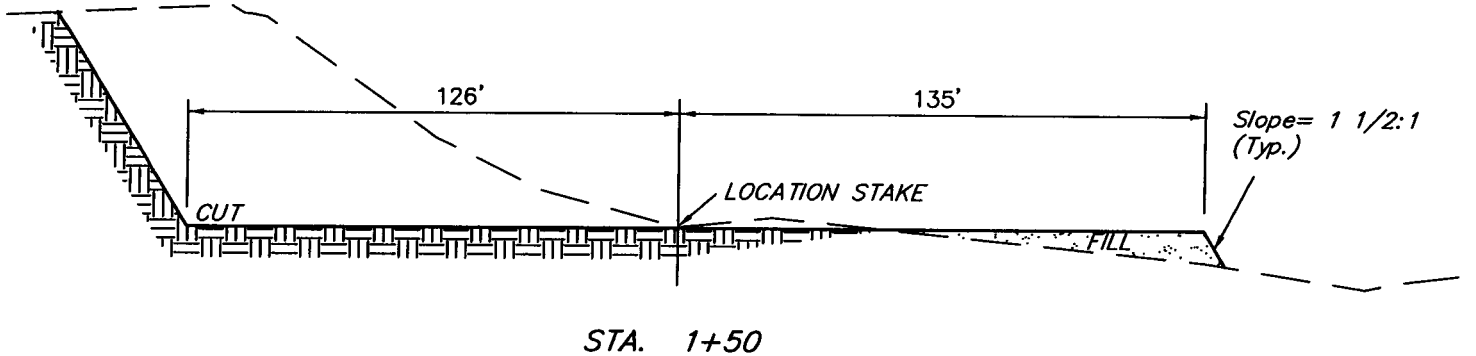 126'
135'
Slope= 1 1/2:1
(Typ.)
LOCATION STAKE
CUT
FILL
STA. 1+50